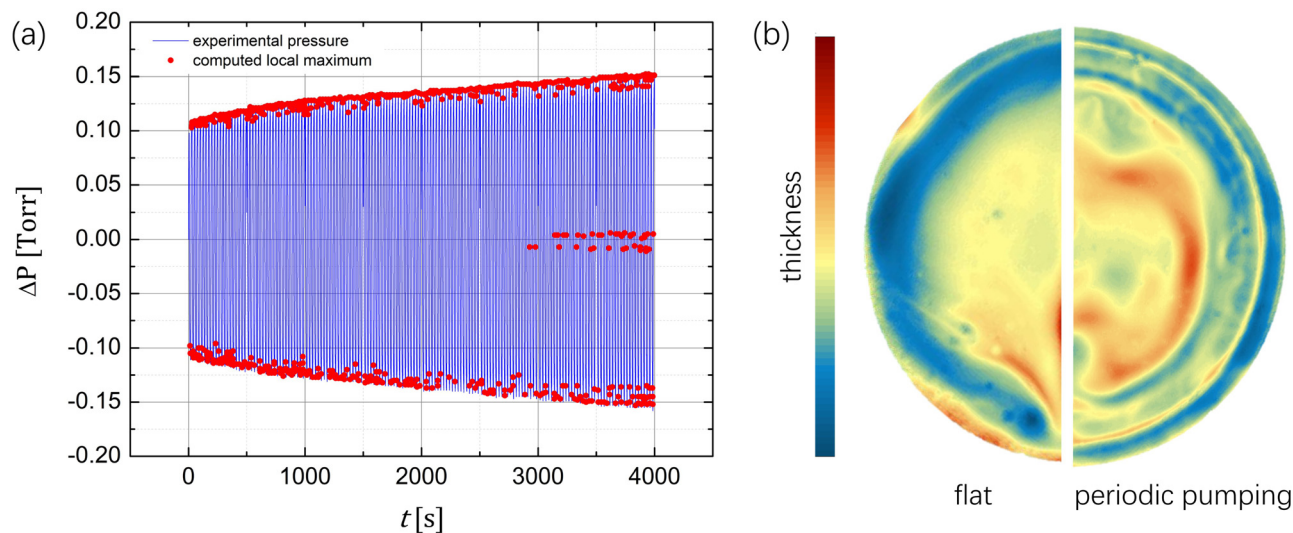 (a)
experimental pressure
computed local maximum
0.20
0.15
0.10
0.05
0.00
-0.05
-0.10
-0.15
-0.20
ΔP [Torr]
0 1000 2000 3000 4000
t[s]
(b)
thickness
flat
periodic pumping